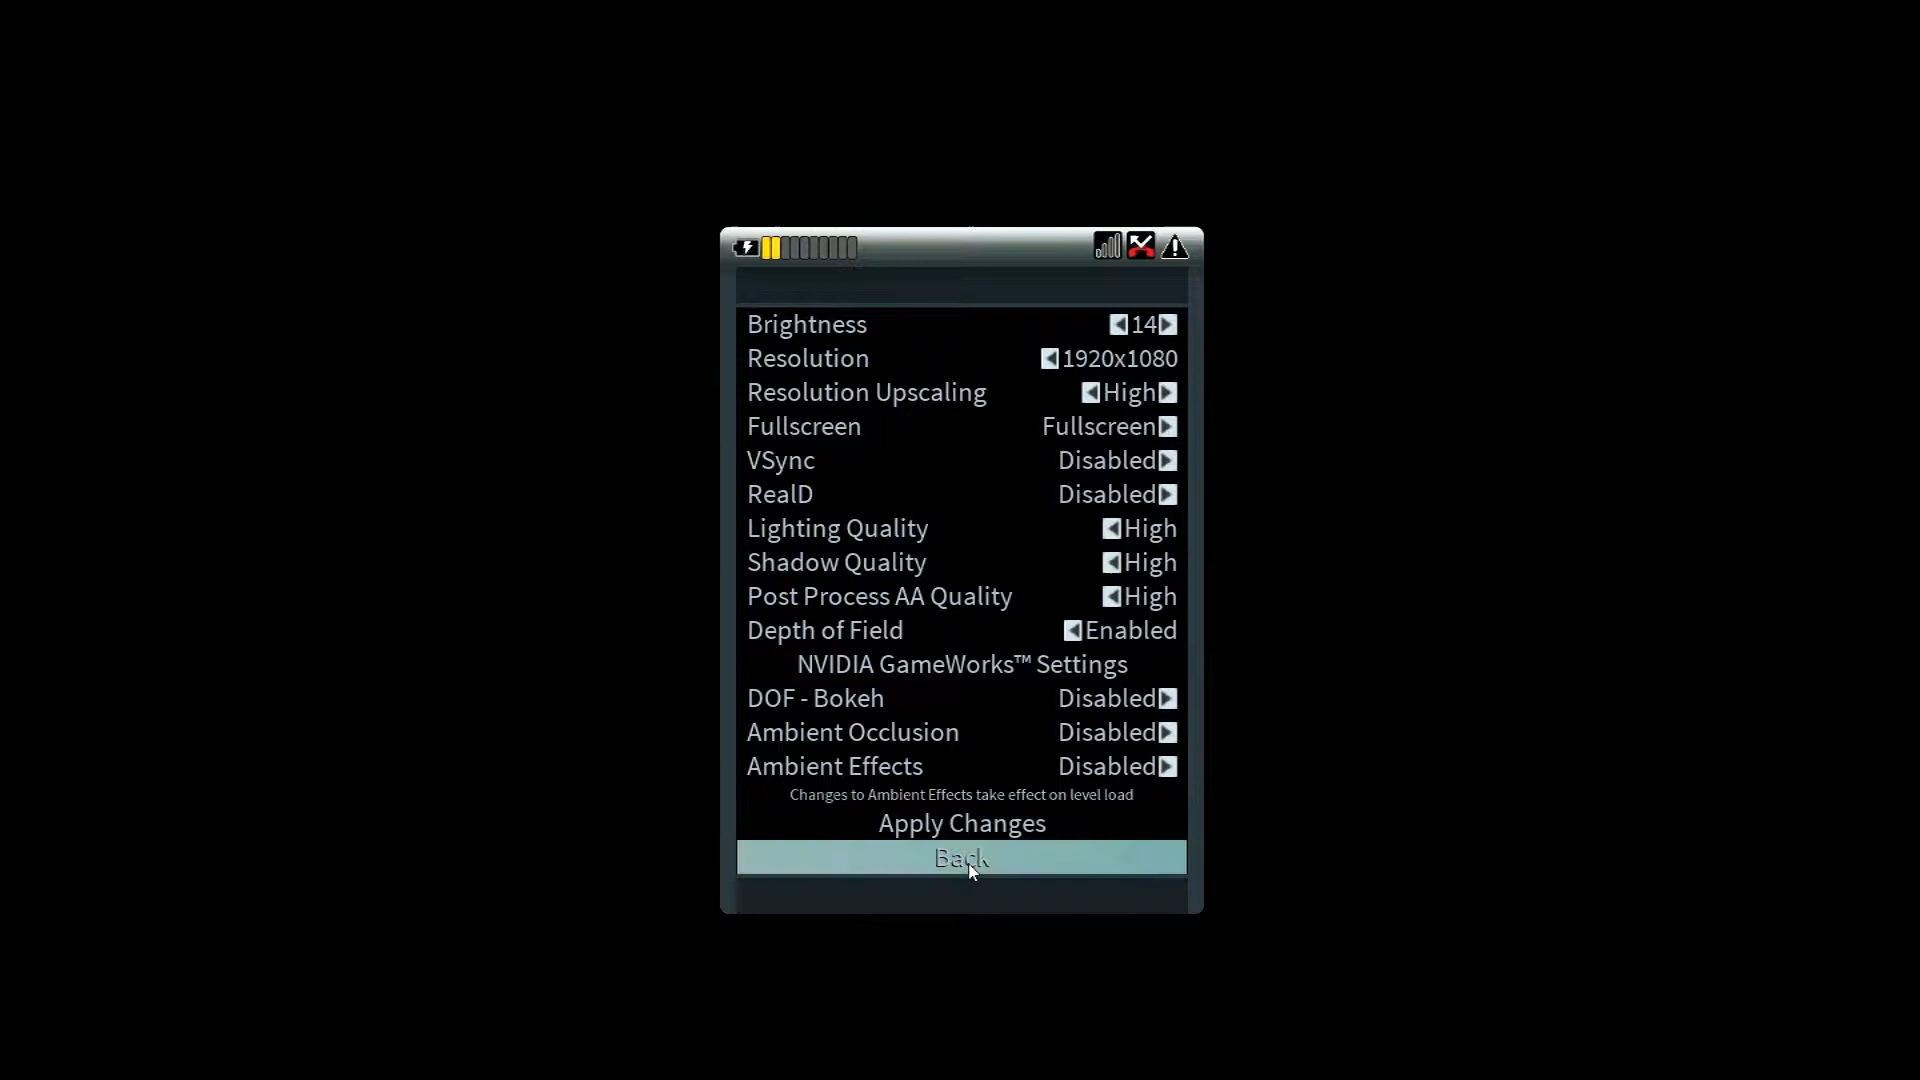 Brightness 14
Resolution 1920x1080
Resolution Upscaling High
Fullscreen Fullscreen
VSync Disabled
RealD Disabled
Lighting Quality High
Shadow Quality High
Post Process AA Quality High
Depth of Field Enabled
NVIDIA GameWorks™ Settings
DOF - Bokeh Disabled
Ambient Occlusion Disabled
Ambient Effects Disabled
Changes to Ambient Effects take effect on level load
Apply Changes
Back